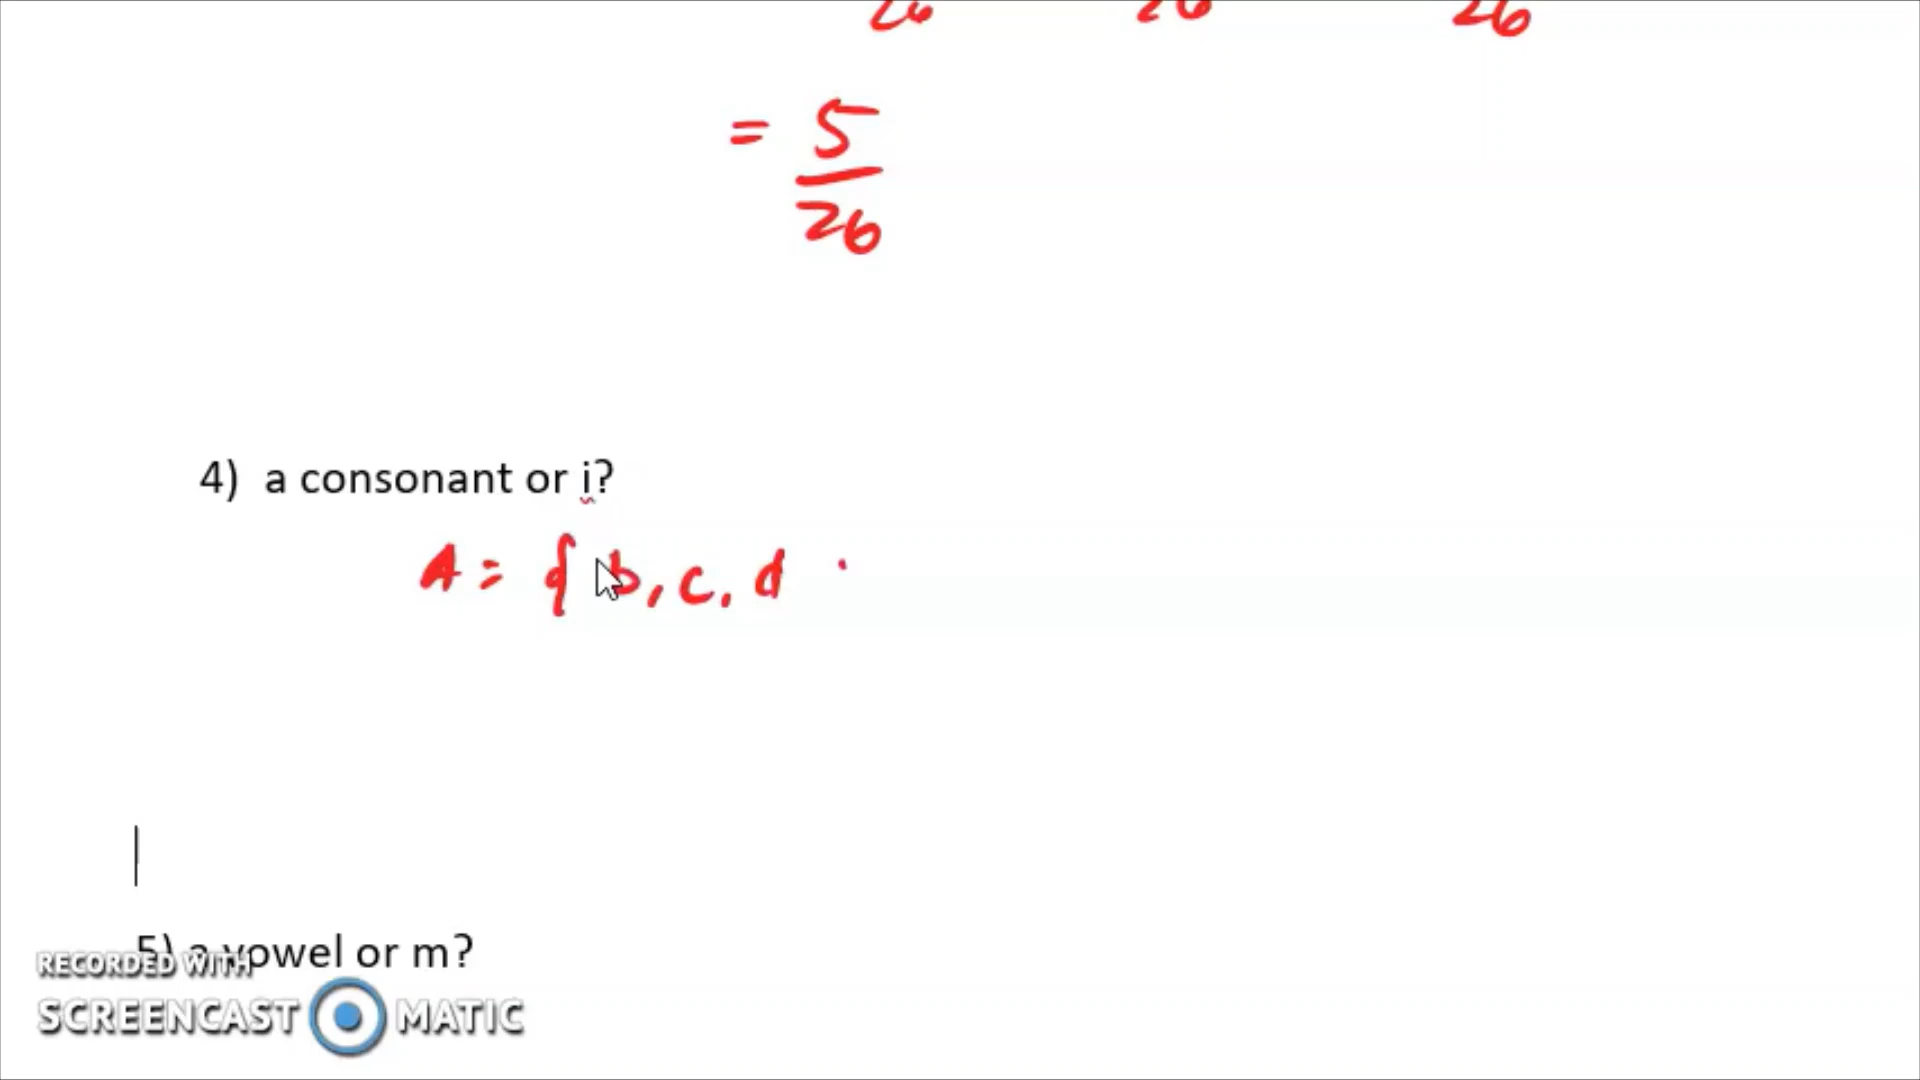 26 26 26
= 5
26
4) a consonant or i?
A = { b, c, d
5) a vowel or m?
RECORDED WITH
SCREENCAST MATIC